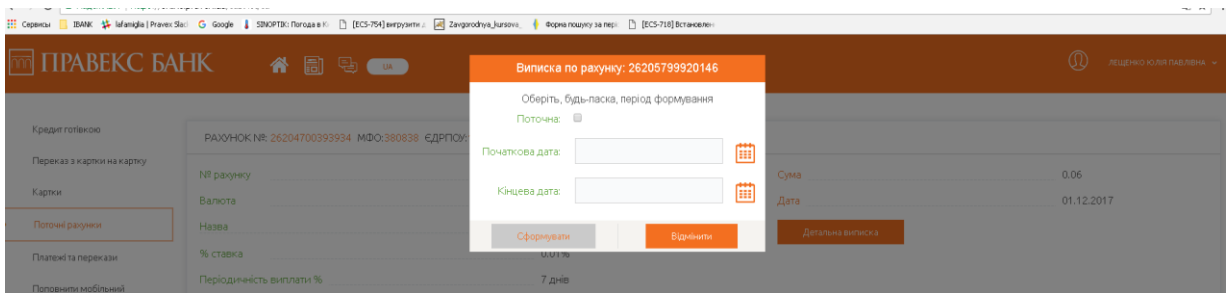 Сервисы IBANK lafamiglia | Pravex Slac Google SINOPTIK: Погода в К [ECS-754] выгрузити Zavgorodnya_kursova_ Форма пошуку за пері [ECS-718] Встановлен
ПРАВЕКС БАНК UA ЛЕЩЕНКО ЮЛІЯ ПАВЛІВНА
Виписка по рахунку: 26205799920146
Оберіть, будь-ласка, період формування
Поточна:
Початкова дата:
Кінцева дата:
Сформувати Відмінити
Кредит готівкою
Переказ з картки на картку
Картки
Поточні рахунки
Платежі та перекази
Поповнити мобільний
РАХУНОК №: 26204700393934 МФО:380838 ЄДРПОУ:
№ рахунку
Валюта
Назва
% ставка 0.01%
Періодичність виплати % 7 днів
Сума 0.06
Дата 01.12.2017
Детальна виписка